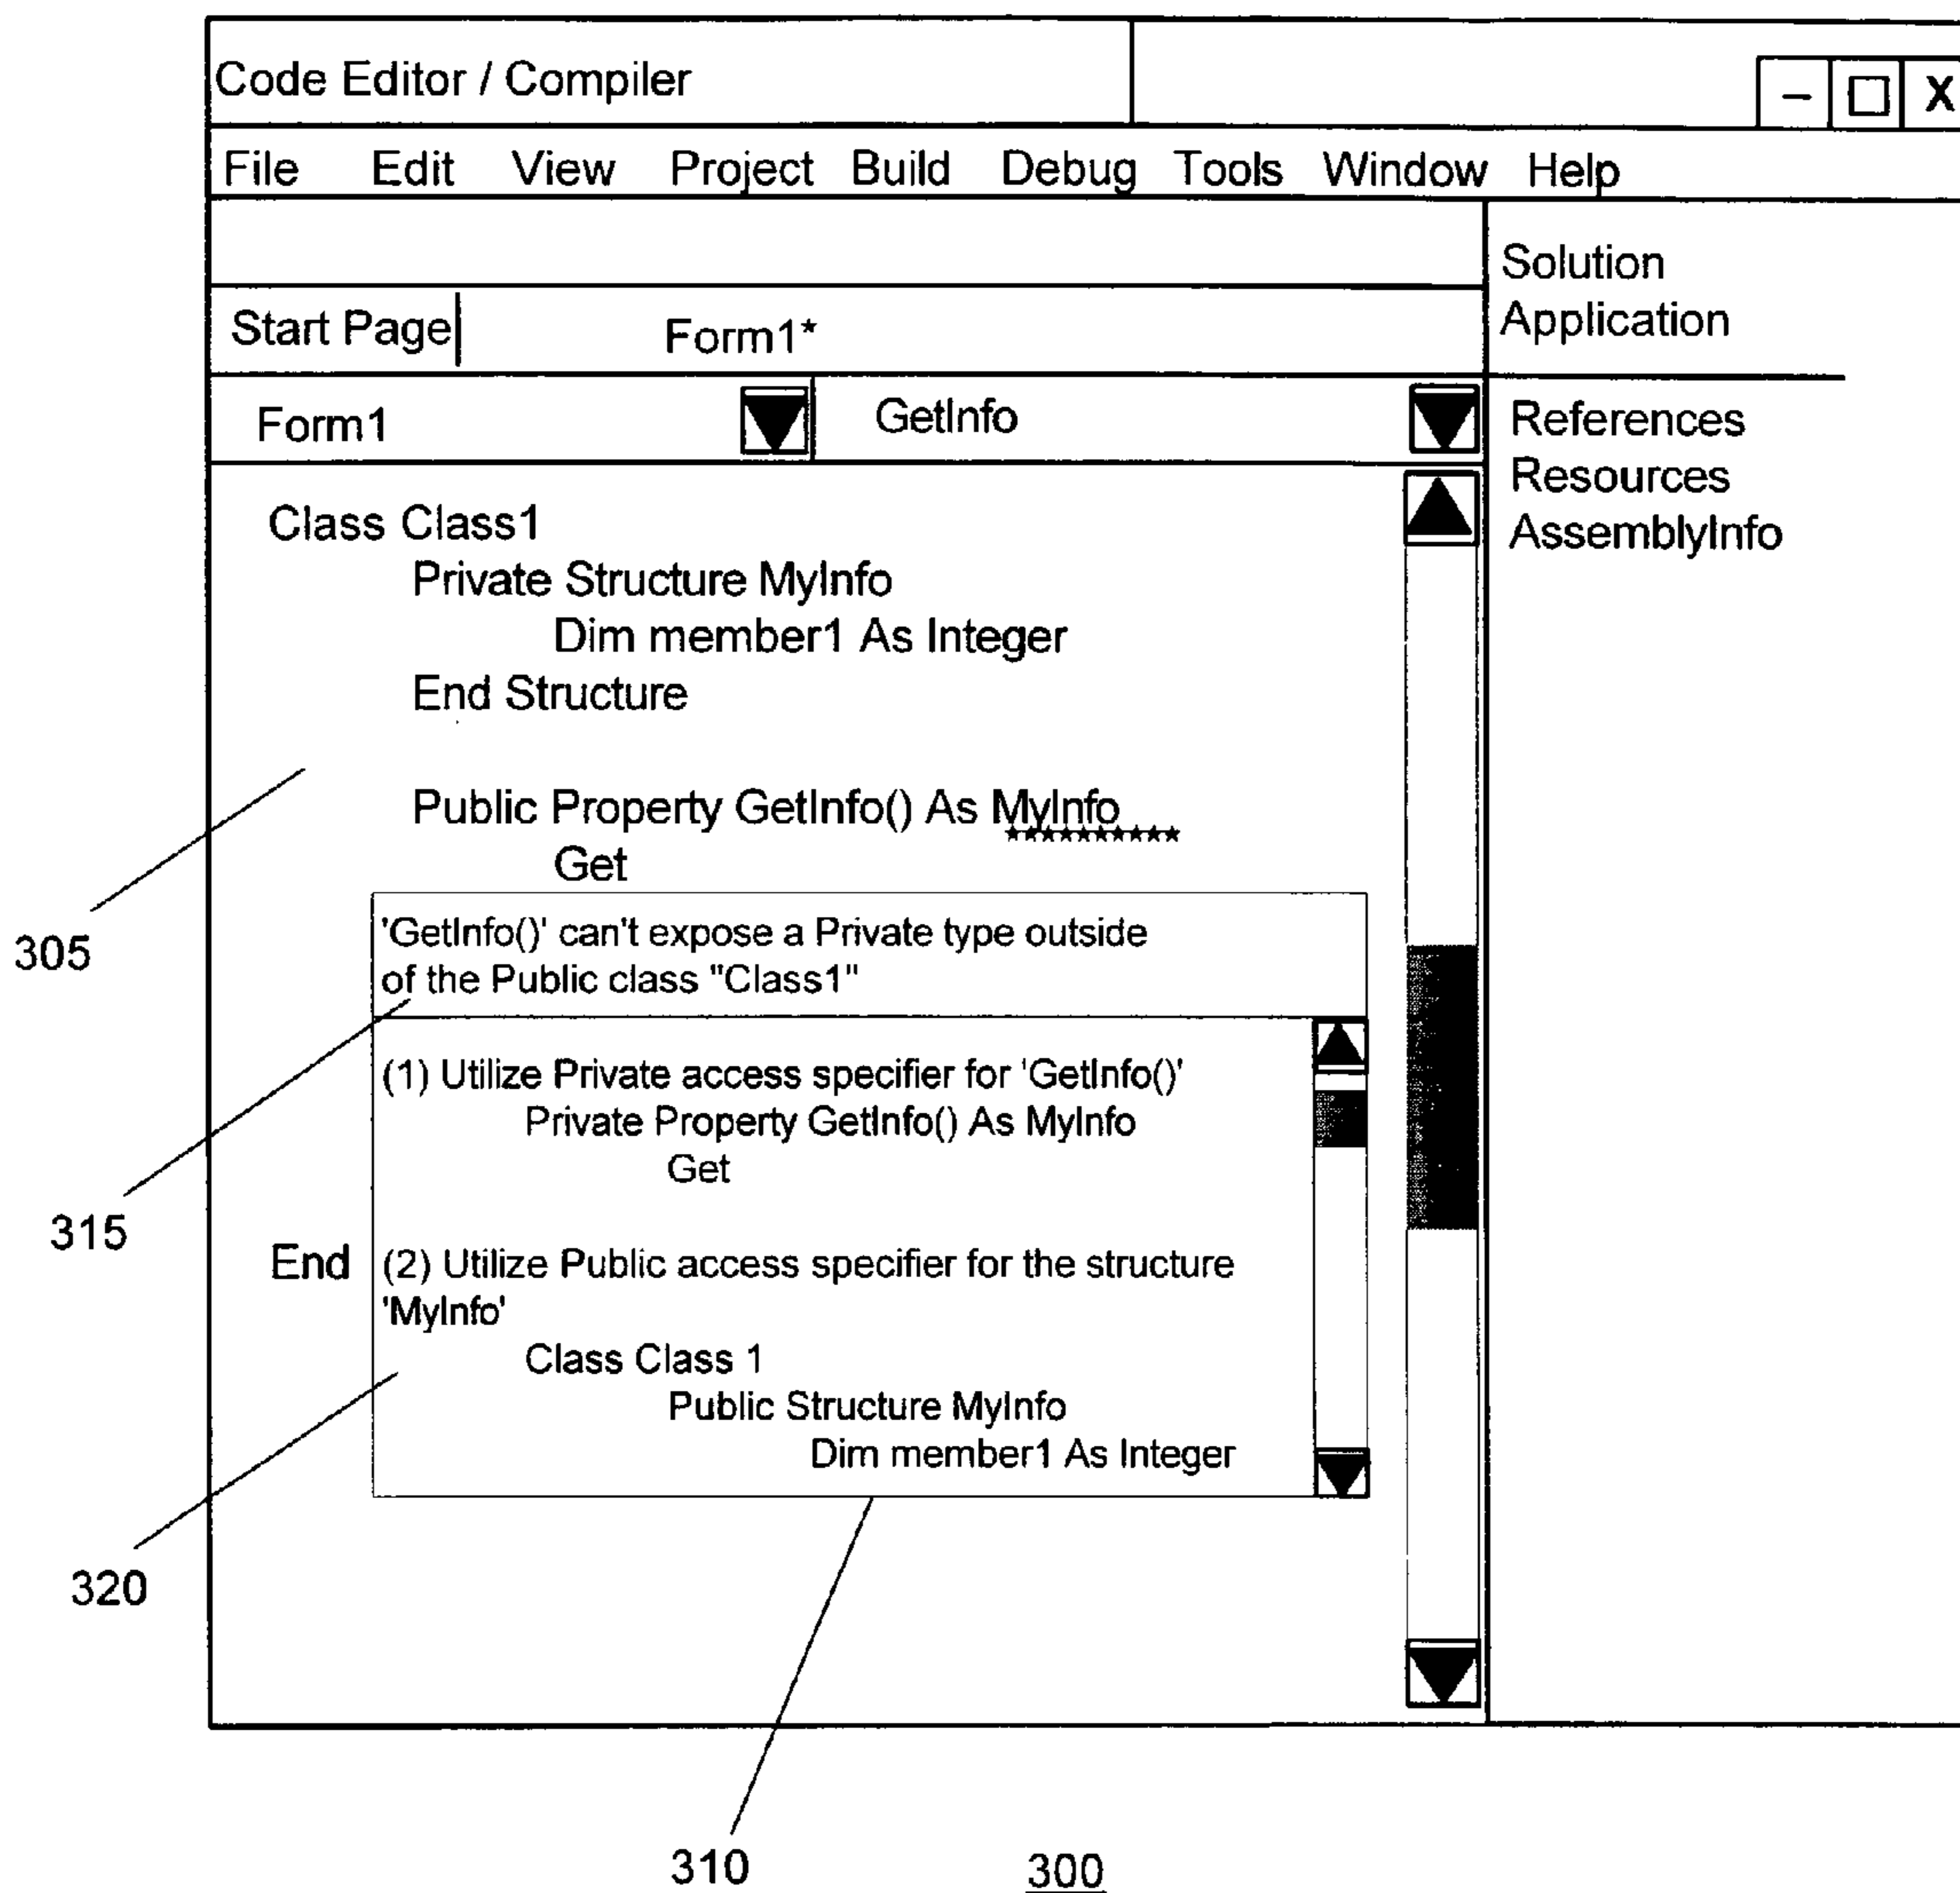 Code Editor / Compiler
– □ X
File Edit View Project Build Debug Tools Window Help
Solution
Application
Start Page Form1*
Form1 GetInfo
References
Resources
AssemblyInfo
Class Class1
Private Structure MyInfo
Dim member1 As Integer
End Structure
Public Property GetInfo() As MyInfo
**********
Get
305
'GetInfo()' can't expose a Private type outside
of the Public class "Class1"
(1) Utilize Private access specifier for 'GetInfo()'
Private Property GetInfo() As MyInfo
Get
315
End
(2) Utilize Public access specifier for the structure
'MyInfo'
Class Class 1
Public Structure MyInfo
Dim member1 As Integer
320
310
300